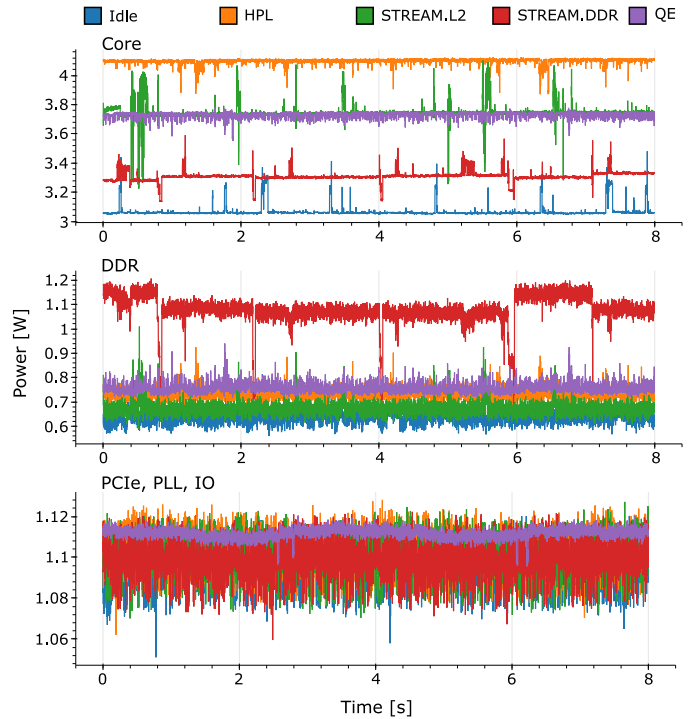 Idle HPL STREAM.L2 STREAM.DDR QE
Core
4
3.8
3.6
3.4
3.2
3
0 2 4 6 8
DDR
1.2
1.1
1
0.9
0.8
0.7
0.6
0 2 4 6 8
Power [W]
PCIe, PLL, IO
1.12
1.10
1.08
1.06
0 2 4 6 8
Time [s]